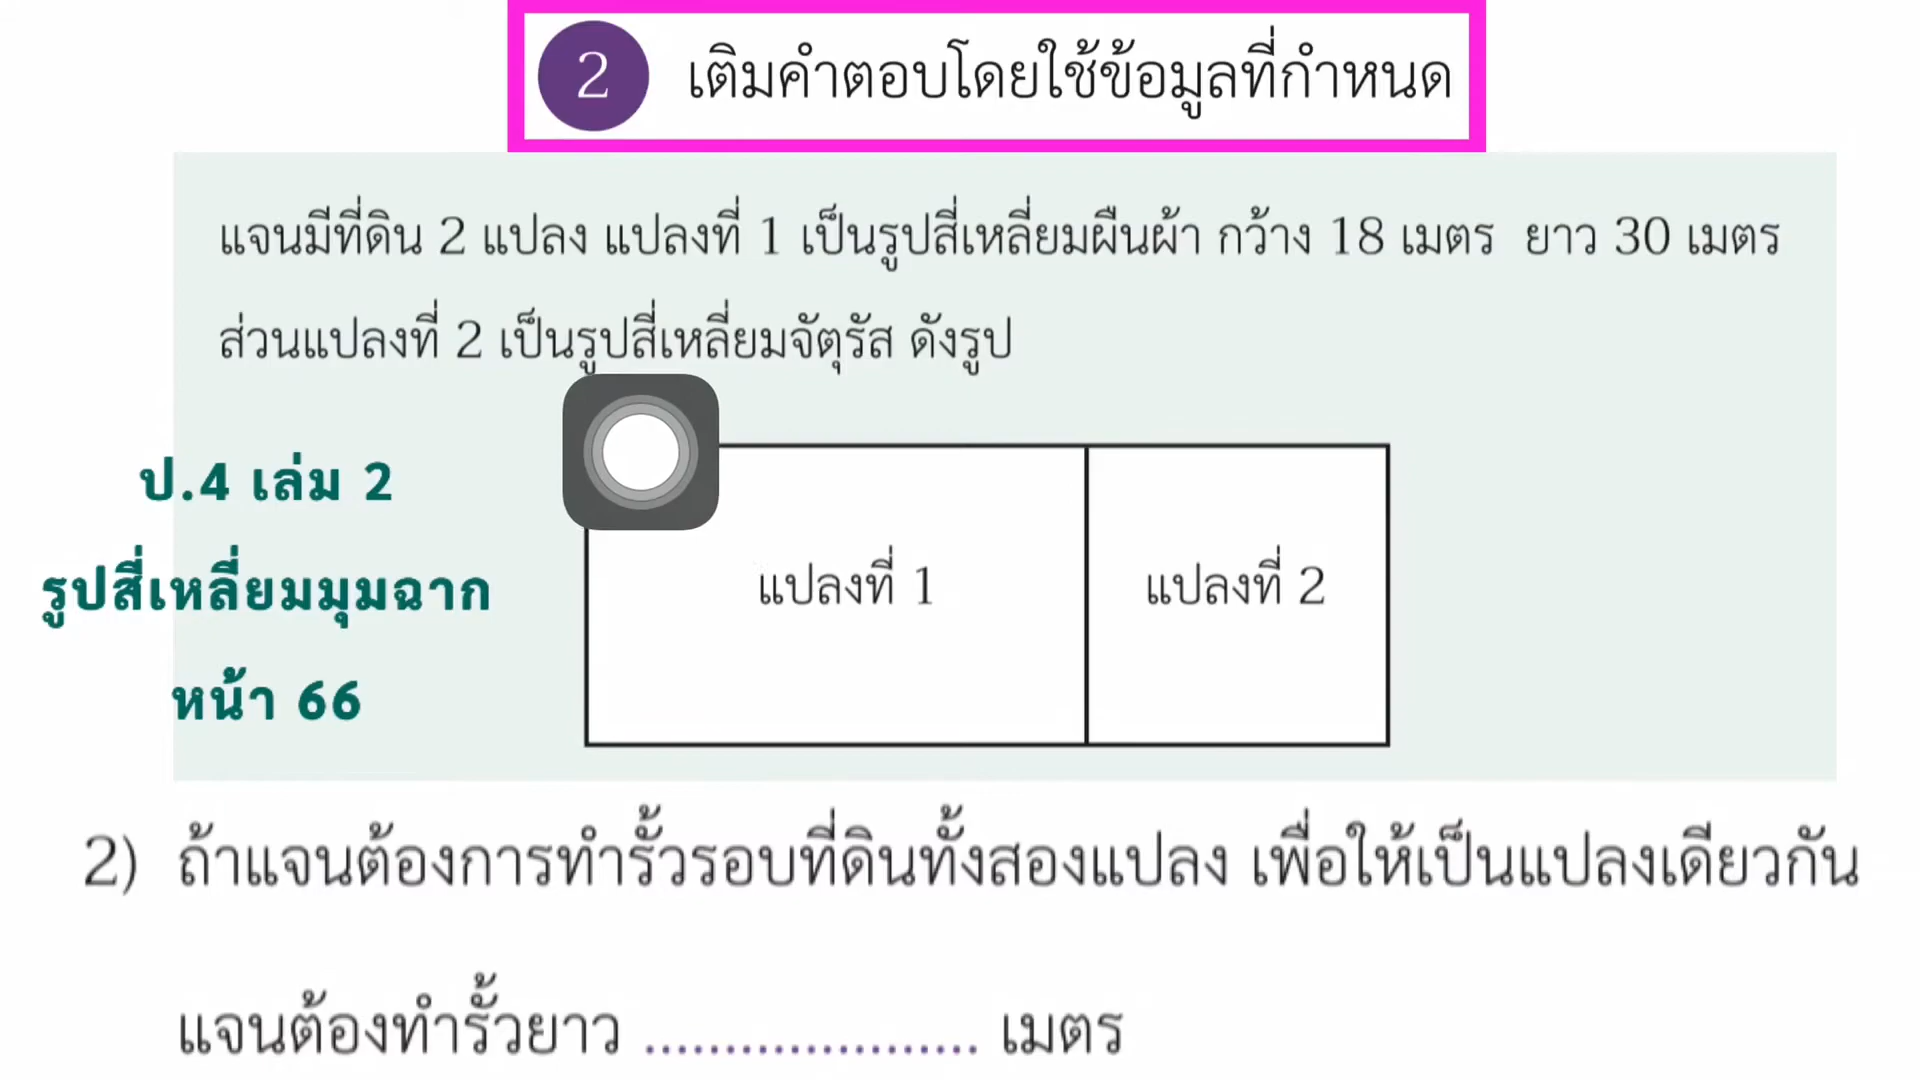 2 เติมคำตอบโดยใช้ข้อมูลที่กำหนด
แจนมีที่ดิน 2 แปลง แปลงที่ 1 เป็นรูปสี่เหลี่ยมผืนผ้า กว้าง 18 เมตร ยาว 30 เมตร
ส่วนแปลงที่ 2 เป็นรูปสี่เหลี่ยมจัตุรัส ดังรูป
ป.4 เล่ม 2
รูปสี่เหลี่ยมมุมฉาก
หน้า 66
แปลงที่ 1
แปลงที่ 2
2) ถ้าแจนต้องการทำรั้วรอบที่ดินทั้งสองแปลง เพื่อให้เป็นแปลงเดียวกัน
แจนต้องทำรั้วยาว ..................... เมตร